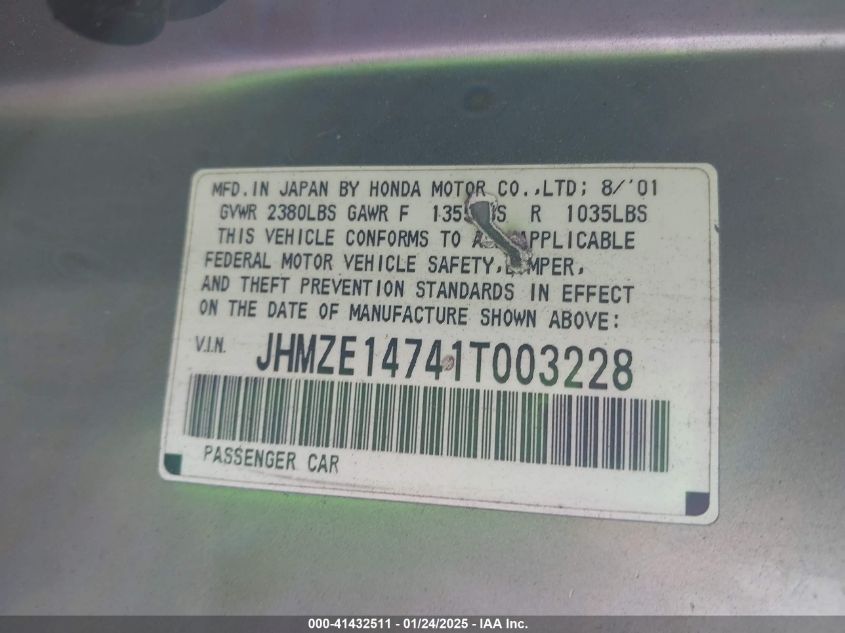 MFD. IN JAPAN BY HONDA MOTOR CO.,LTD; 8/'01
GVWR 2380LBS GAWR F R 1035LBS
THIS VEHICLE CONFORMS TO APPLICABLE
FEDERAL MOTOR VEHICLE SAFETY,
AND THEFT PREVENTION STANDARDS IN EFFECT
ON THE DATE OF MANUFACTURE SHOWN ABOVE:
V.I.N. JHMZE14741T003228
PASSENGER CAR
000-41432511 - 01/24/2025 - IAA Inc.